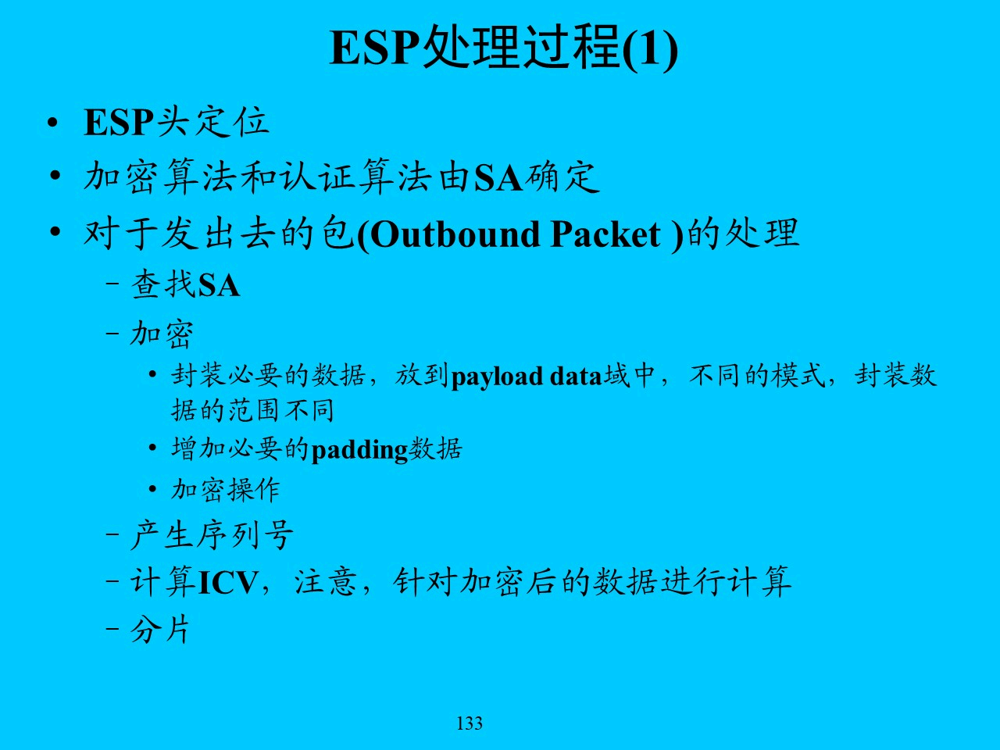 ESP处理过程(1)
• ESP头定位
• 加密算法和认证算法由SA确定
• 对于发出去的包(Outbound Packet )的处理
– 查找SA
– 加密
• 封装必要的数据，放到payload data域中，不同的模式，封装数
据的范围不同
• 增加必要的padding数据
• 加密操作
– 产生序列号
– 计算ICV，注意，针对加密后的数据进行计算
– 分片
133